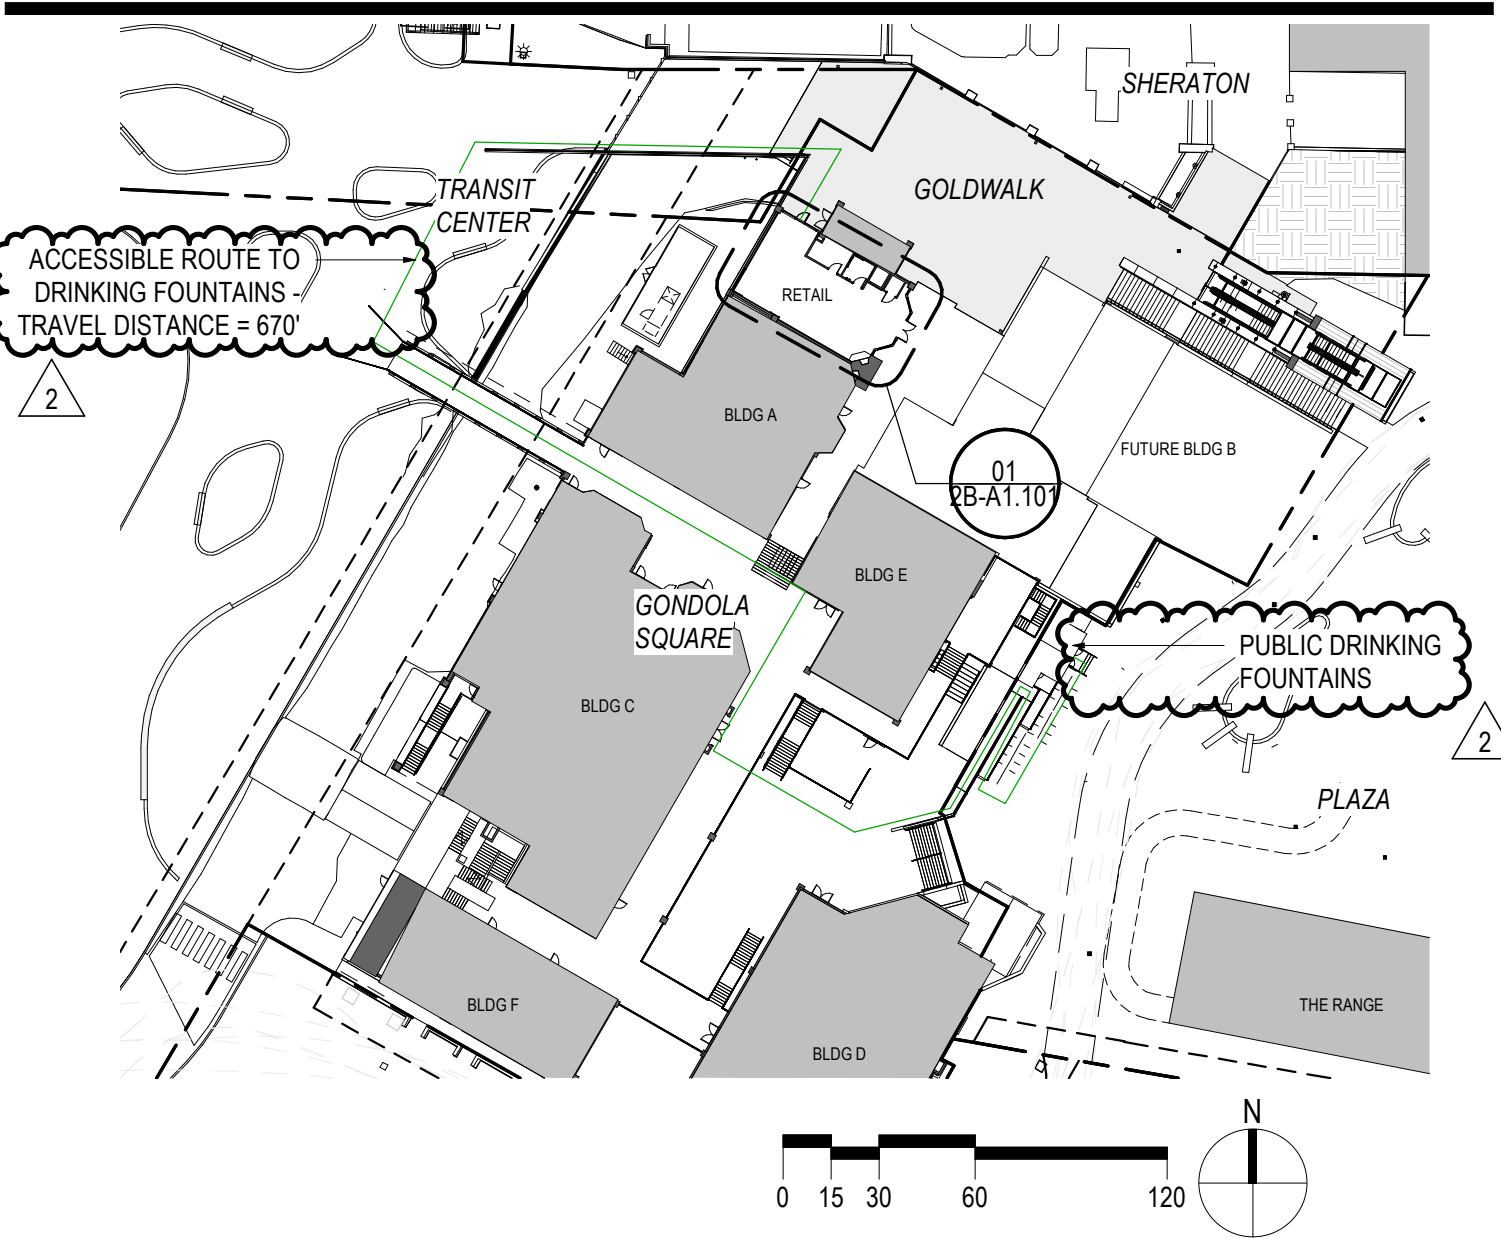 SHERATON
GOLDWALK
TRANSIT
CENTER
ACCESSIBLE ROUTE TO
DRINKING FOUNTAINS -
TRAVEL DISTANCE = 670'
2
RETAIL
BLDG A
FUTURE BLDG B
01
2B-A1.101
BLDG E
GONDOLA
SQUARE
PUBLIC DRINKING
FOUNTAINS
2
BLDG C
PLAZA
BLDG F
THE RANGE
BLDG D
N
0 15 30 60 120